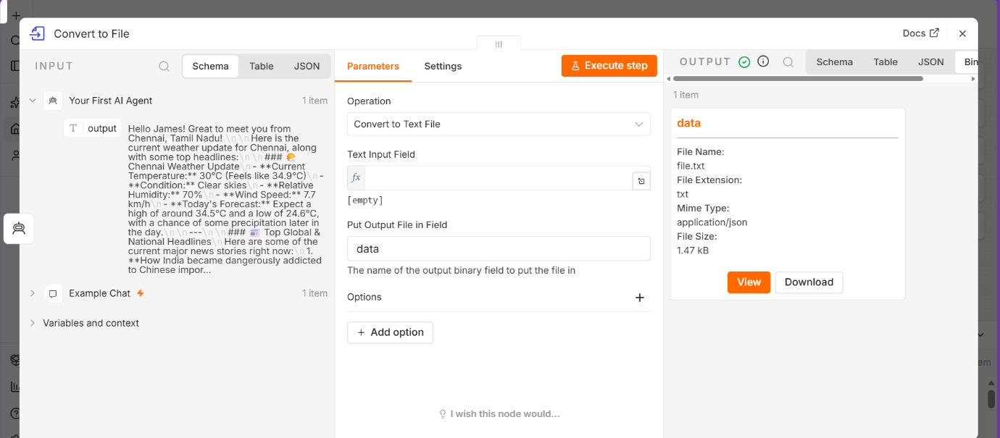 Convert to File
Docs
INPUT
Schema
Table
JSON
Your First AI Agent
1 item
T
output
Hello James! Great to meet you from
Chennai, Tamil Nadu! \n\nHere is the
current weather update for Chennai, along
with some top headlines:\n\n### 🌤️
Chennai Weather Update\n- **Current
Temperature:** 30°C (Feels like 34.9°C)\n-
**Condition:** Clear skies\n- **Relative
Humidity:** 70%\n- **Wind Speed:** 7.7
km/h\n- **Today's Forecast:** Expect a
high of around 34.5°C and a low of 24.6°C,
with a chance of some precipitation later in
the day.\n\n---\n\n### 📰 Top Global &
National Headlines\nHere are some of the
current major news stories right now:\n1.
**How India became dangerously addicted
to Chinese impor...
Example Chat
1 item
Variables and context
Parameters
Settings
Execute step
Operation
Convert to Text File
Text Input Field
fx
[empty]
Put Output File in Field
data
The name of the output binary field to put the file in
Options
Add option
I wish this node would...
OUTPUT
Schema
Table
JSON
Bin
1 item
data
File Name:
file.txt
File Extension:
txt
Mime Type:
application/json
File Size:
1.47 kB
View
Download
em